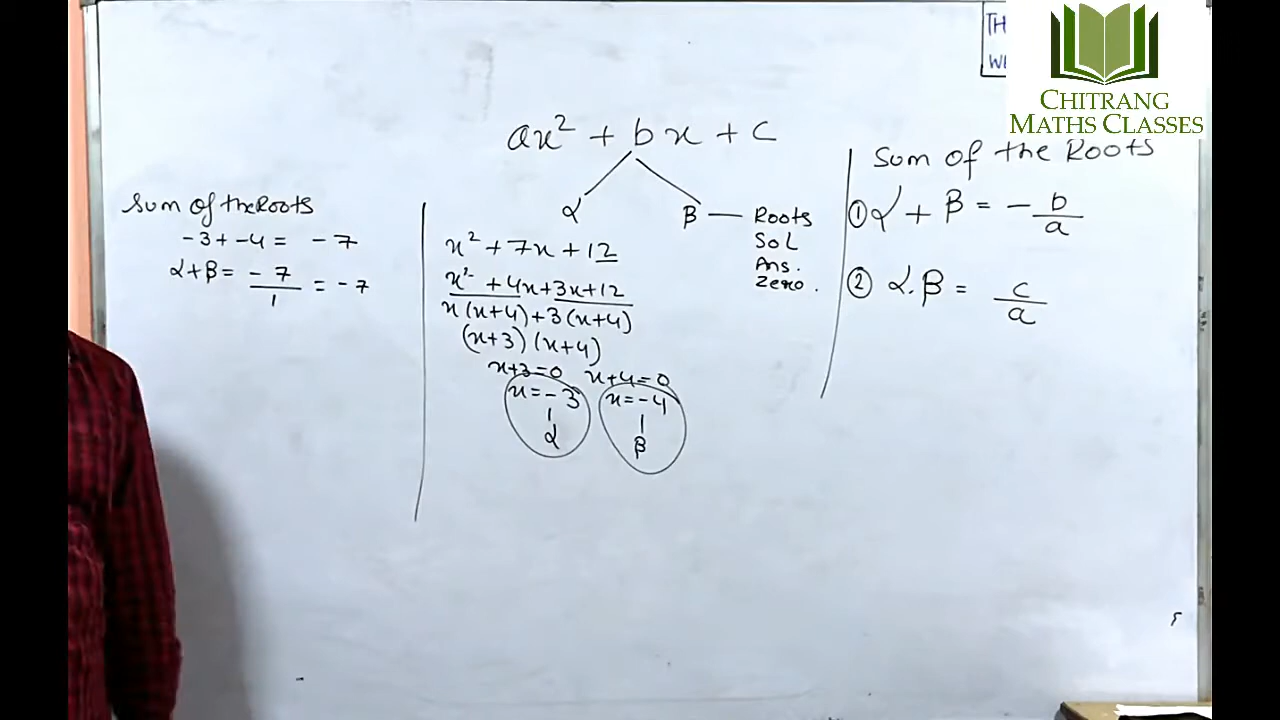 TH
WE
CHITRANG
MATHS CLASSES
ax² + bx + c
α β — Roots
Sol
Ans.
Zero.
Sum of the Roots
-3 + -4 = -7
α+β = -7/1 = -7
x² + 7x + 12
x² + 4x + 3x + 12
x(x+4) + 3(x+4)
(x+3) (x+4)
x+3=0 x+4=0
x=-3 x=-4
α β
Sum of the Roots
① α + β = - b/a
② α.β = c/a